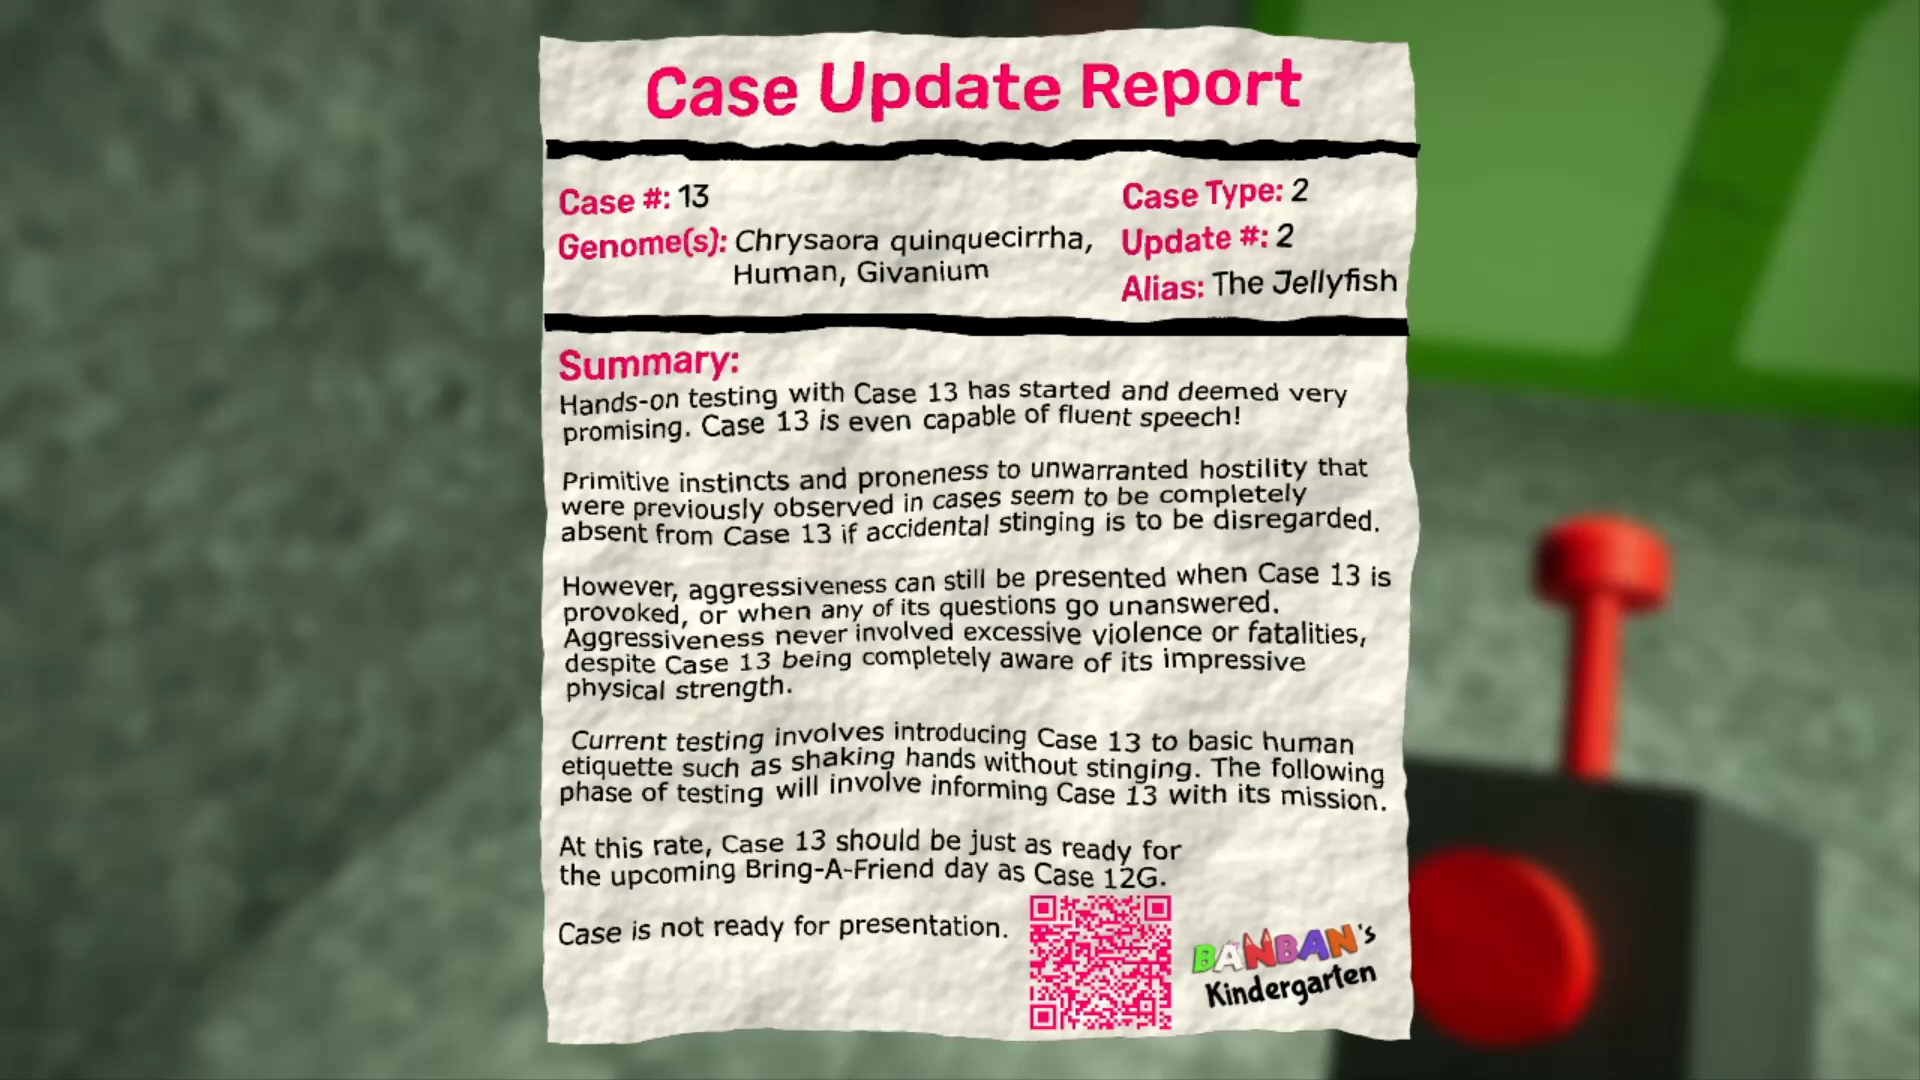 Case Update Report
Case #: 13
Case Type: 2
Genome(s): Chrysaora quinquecirrha,
Human, Givanium
Update #: 2
Alias: The Jellyfish
Summary:
Hands-on testing with Case 13 has started and deemed very
promising. Case 13 is even capable of fluent speech!
Primitive instincts and proneness to unwarranted hostility that
were previously observed in cases seem to be completely
absent from Case 13 if accidental stinging is to be disregarded.
However, aggressiveness can still be presented when Case 13 is
provoked, or when any of its questions go unanswered.
Aggressiveness never involved excessive violence or fatalities,
despite Case 13 being completely aware of its impressive
physical strength.
Current testing involves introducing Case 13 to basic human
etiquette such as shaking hands without stinging. The following
phase of testing will involve informing Case 13 with its mission.
At this rate, Case 13 should be just as ready for
the upcoming Bring-A-Friend day as Case 12G.
Case is not ready for presentation.
BANBAN's
Kindergarten